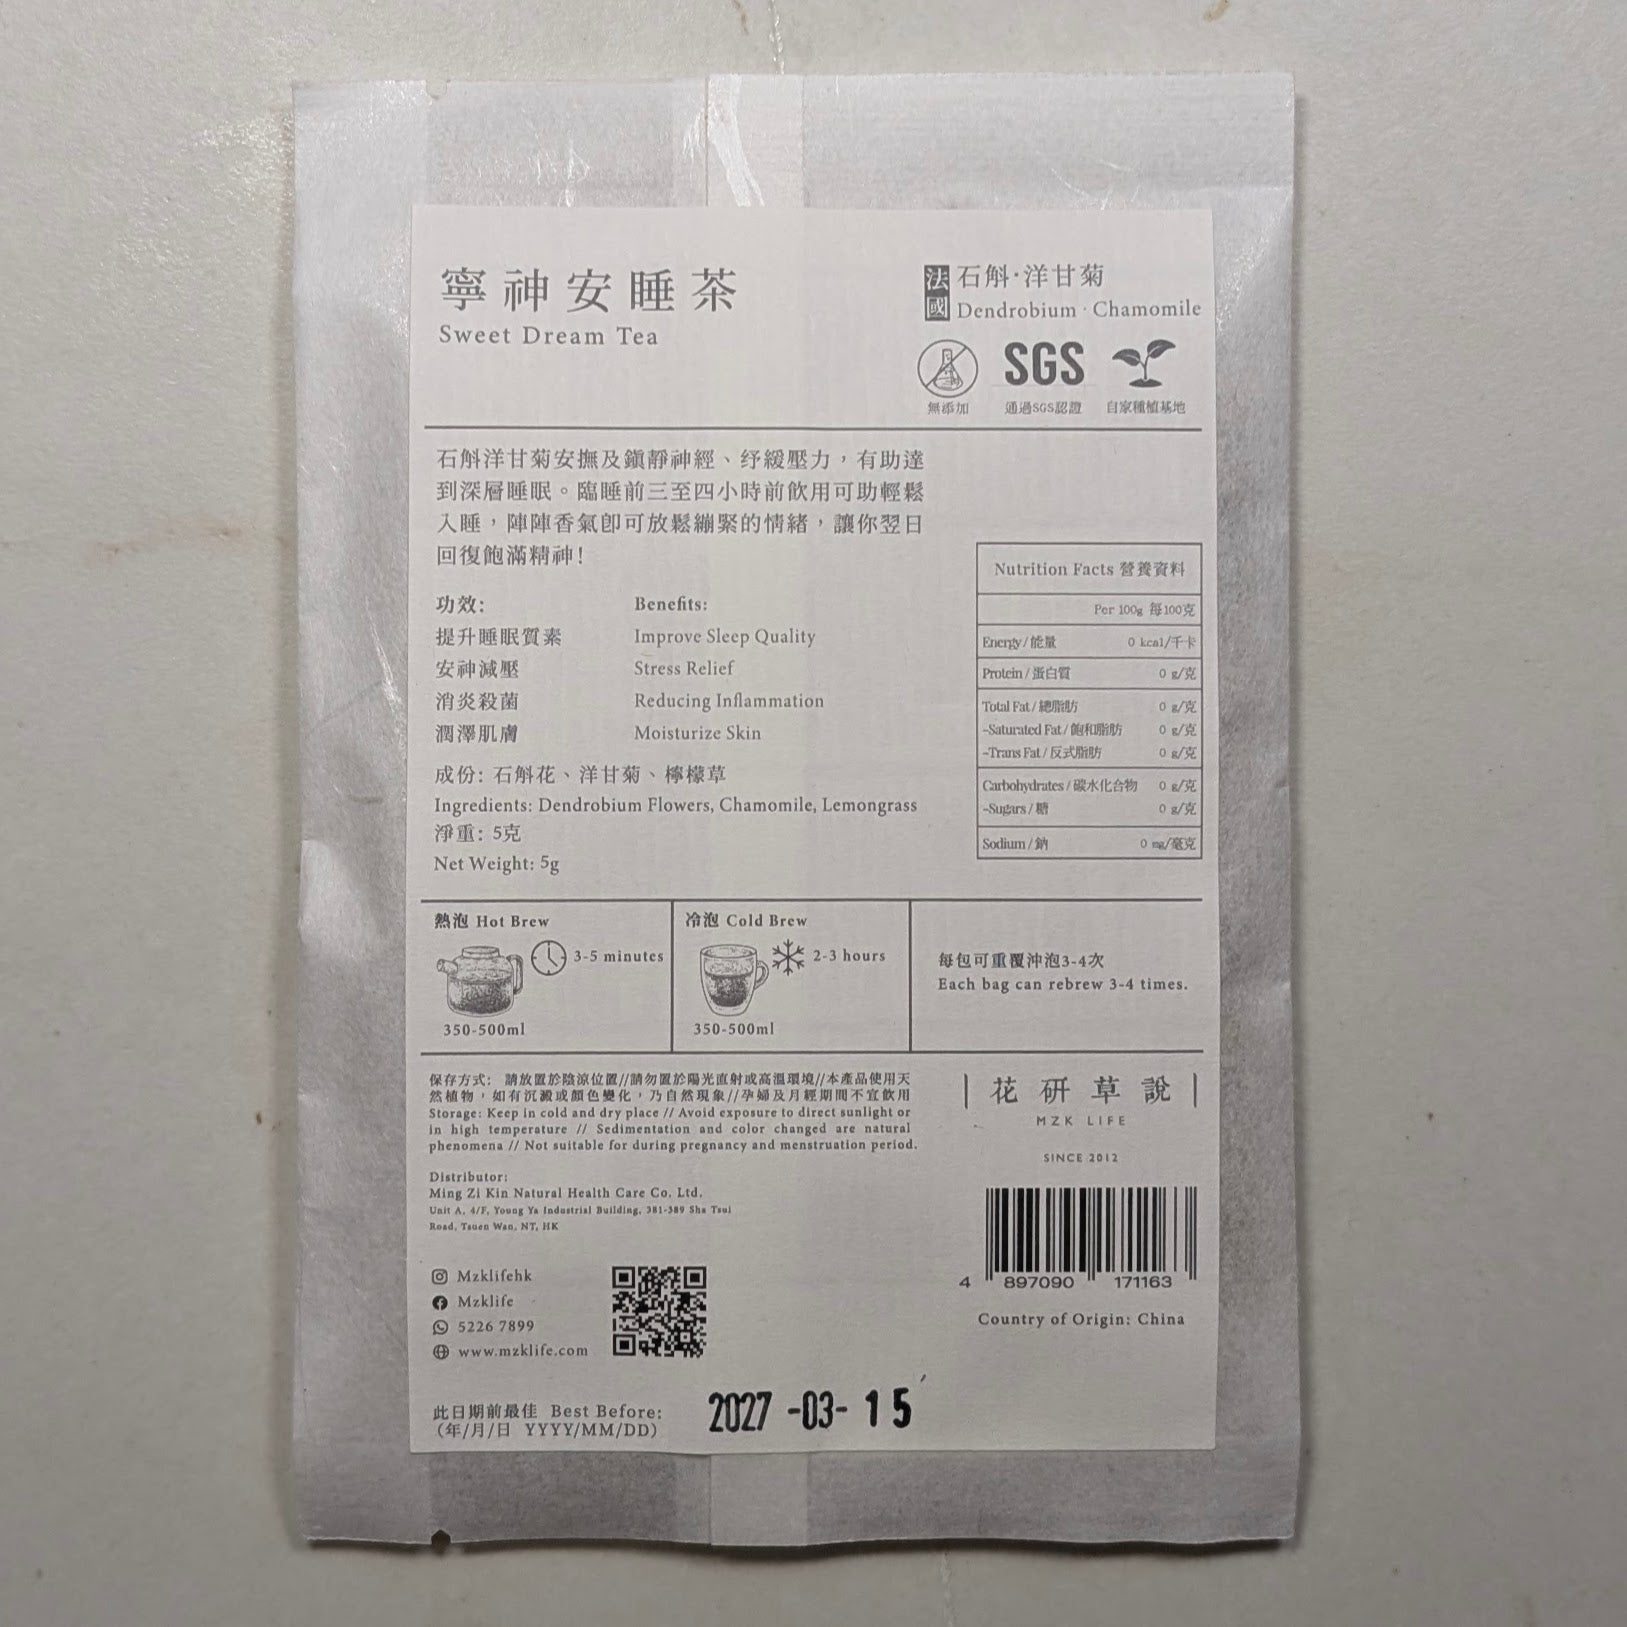 寧神安睡茶
Sweet Dream Tea
法國
石斛·洋甘菊
Dendrobium · Chamomile
無添加
SGS
通過SGS認證
自家種植基地
石斛洋甘菊安撫及鎮靜神經、紓緩壓力，有助達
到深層睡眠。臨睡前三至四小時前飲用可助輕鬆
入睡，陣陣香氣即可放鬆繃緊的情緒，讓你翌日
回復飽滿精神！
功效:
提升睡眠質素
安神減壓
消炎殺菌
潤澤肌膚
Benefits:
Improve Sleep Quality
Stress Relief
Reducing Inflammation
Moisturize Skin
成份: 石斛花、洋甘菊、檸檬草
Ingredients: Dendrobium Flowers, Chamomile, Lemongrass
淨重: 5克
Net Weight: 5g
Nutrition Facts 營養資料
Per 100g 每100克
Energy/能量 0 kcal/千卡
Protein/蛋白質 0 g/克
Total Fat/總脂肪 0 g/克
-Saturated Fat/飽和脂肪 0 g/克
-Trans Fat/反式脂肪 0 g/克
Carbohydrates/碳水化合物 0 g/克
-Sugars/糖 0 g/克
Sodium/鈉 0 mg/毫克
熱泡 Hot Brew
3-5 minutes
350-500ml
冷泡 Cold Brew
2-3 hours
350-500ml
每包可重覆沖泡3-4次
Each bag can rebrew 3-4 times.
保存方式: 請放置於陰涼位置//請勿置於陽光直射或高溫環境//本產品使用天
然植物，如有沉澱或顏色變化，乃自然現象//孕婦及月經期間不宜飲用
Storage: Keep in cold and dry place // Avoid exposure to direct sunlight or
in high temperature // Sedimentation and color changed are natural
phenomena // Not suitable for during pregnancy and menstruation period.
Distributor:
Ming Zi Kin Natural Health Care Co. Ltd.
Unit A, 4/F, Young Ya Industrial Building, 381-389 Sha Tsui
Road, Tsuen Wan, NT, HK
Mzklifehk
Mzklife
5226 7899
www.mzklife.com
花研草說
MZK LIFE
SINCE 2012
4 897090 171163
Country of Origin: China
此日期前最佳 Best Before:
(年/月/日 YYYY/MM/DD)
2027-03-15